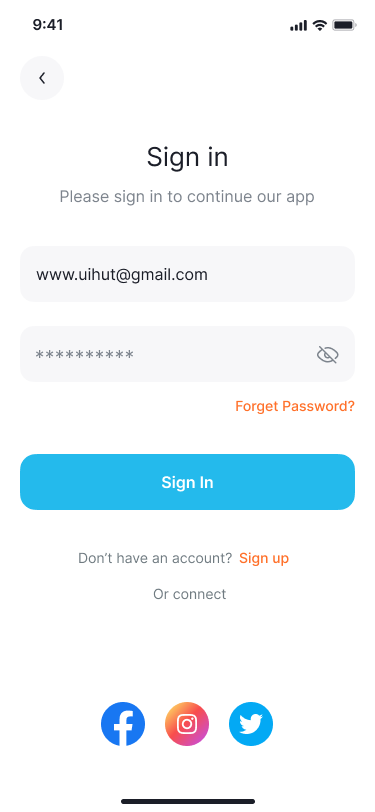 9:41
Sign in
Please sign in to continue our app
www.uihut@gmail.com
**********
Forget Password?
Sign In
Don’t have an account? Sign up
Or connect